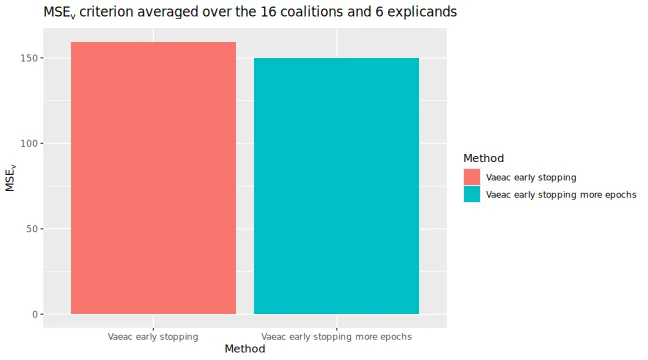 MSEᵥ criterion averaged over the 16 coalitions and 6 explicands
MSEᵥ
150
100
50
0
Vaeac early stopping
Vaeac early stopping more epochs
Method
Method
Vaeac early stopping
Vaeac early stopping more epochs